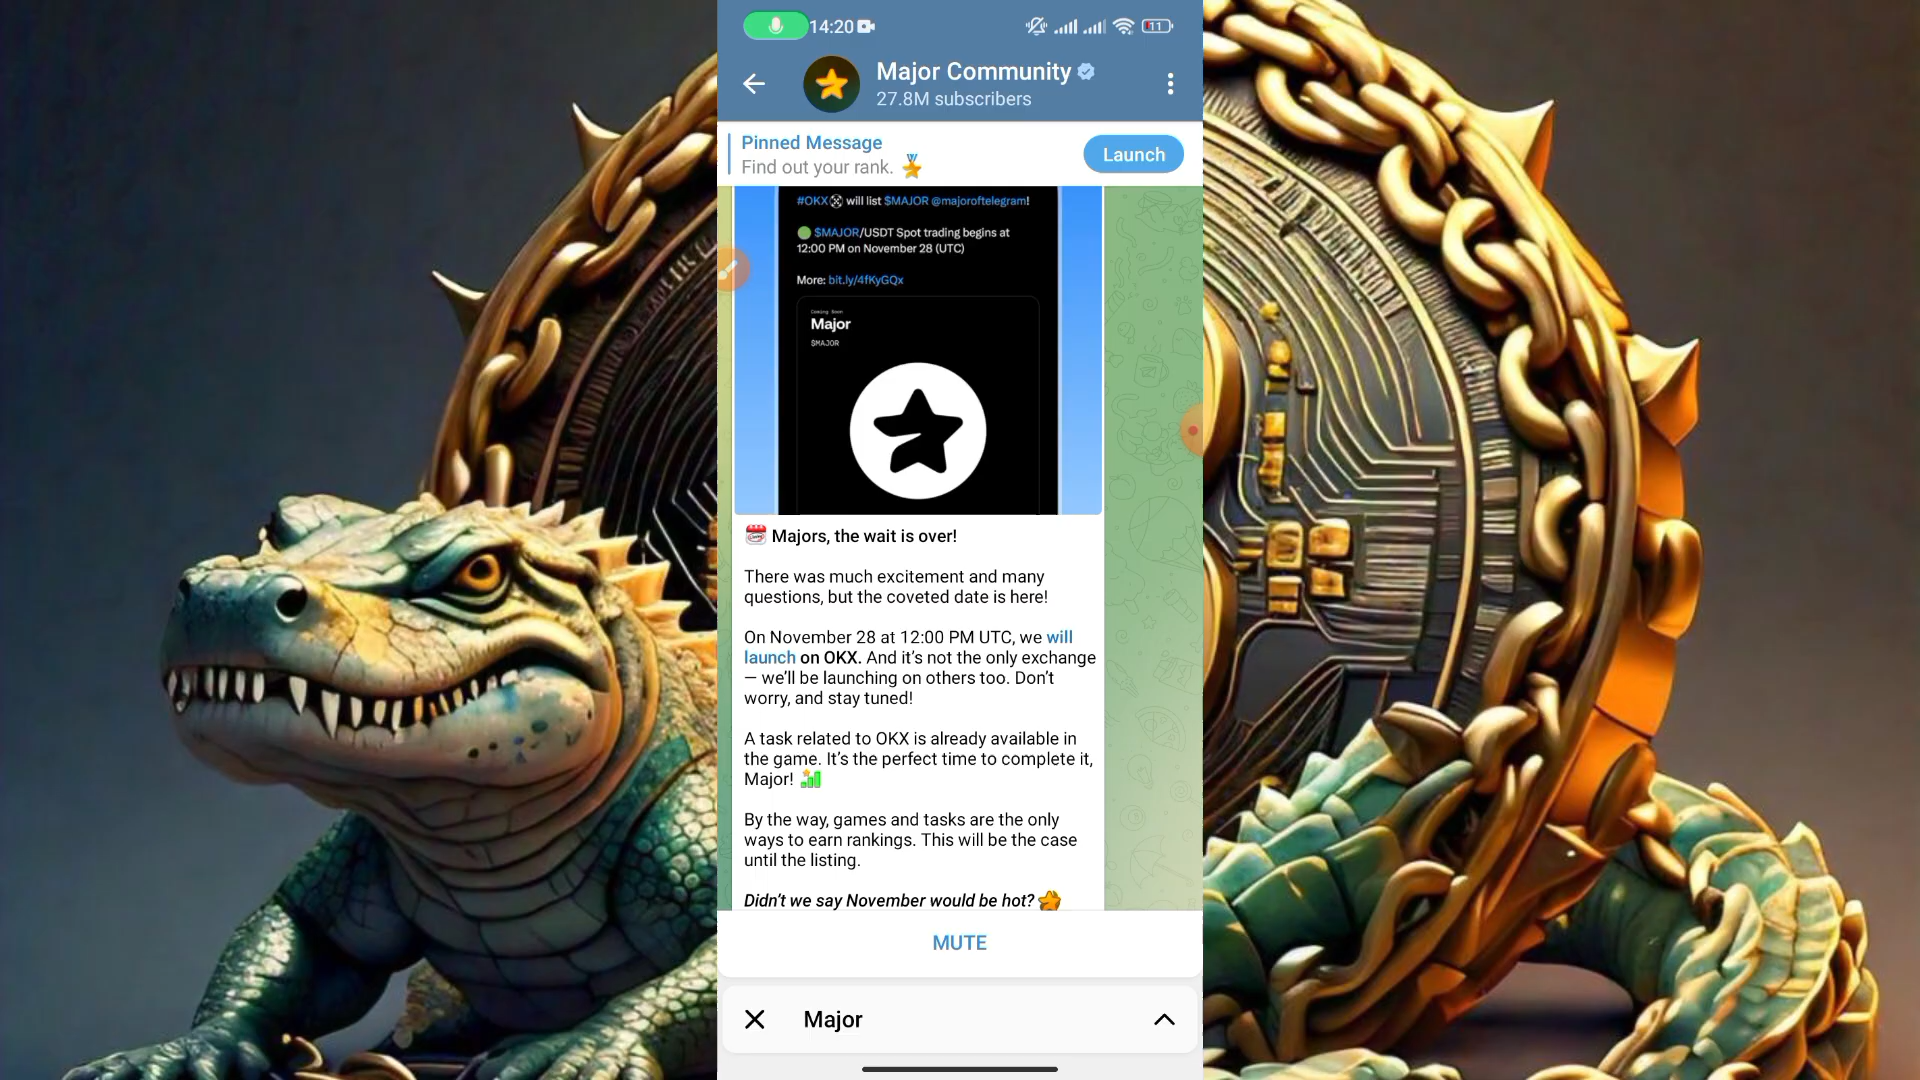 14:20
11
Major Community
27.8M subscribers
Pinned Message
Find out your rank.
Launch
#OKX will list $MAJOR @majoroftelegram!
$MAJOR/USDT Spot trading begins at
12:00 PM on November 28 (UTC)
More: bit.ly/4fKyGQx
Coming Soon
Major
$MAJOR
Majors, the wait is over!
There was much excitement and many
questions, but the coveted date is here!
On November 28 at 12:00 PM UTC, we will
launch on OKX. And it's not the only exchange
— we'll be launching on others too. Don't
worry, and stay tuned!
A task related to OKX is already available in
the game. It's the perfect time to complete it,
Major!
By the way, games and tasks are the only
ways to earn rankings. This will be the case
until the listing.
Didn't we say November would be hot?
MUTE
Major